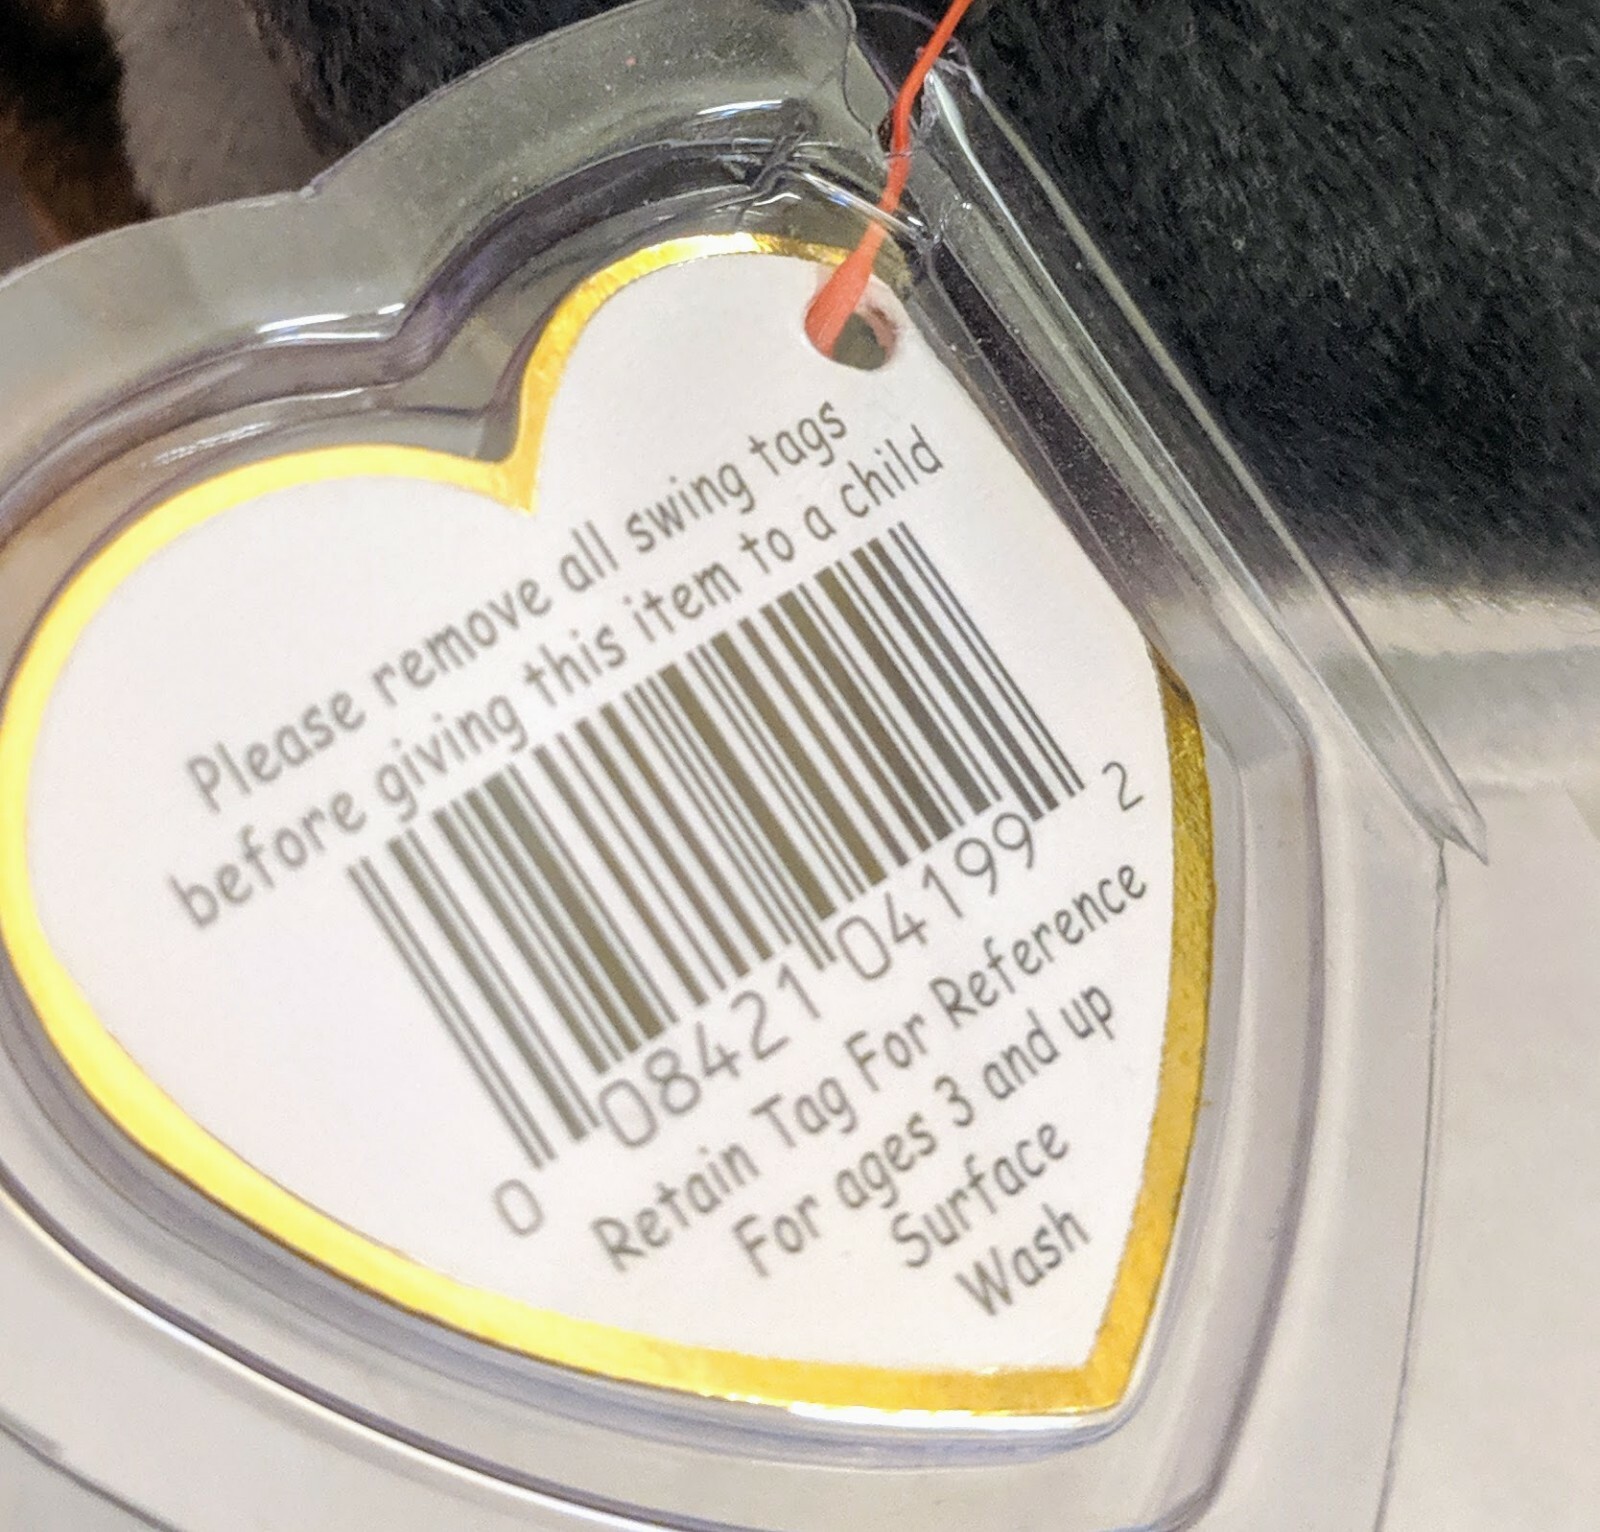 Please remove all swing tags
before giving this item to a child
0 08421 04199 2
Retain Tag For Reference
For ages 3 and up
Surface
Wash